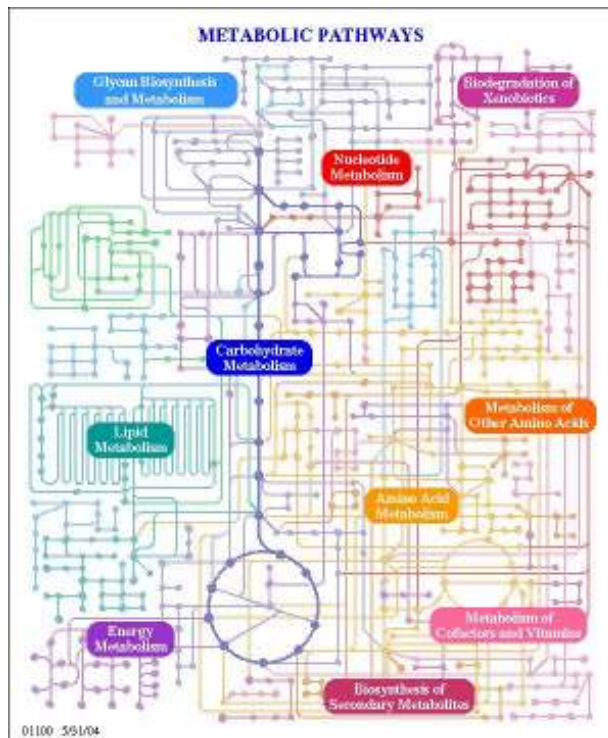 METABOLIC PATHWAYS
Glycan Biosynthesis
and Metabolism
Biodegradation of
Xenobiotics
Nucleotide
Metabolism
Carbohydrate
Metabolism
Lipid
Metabolism
Metabolism of
Other Amino Acids
Amino Acid
Metabolism
Metabolism of
Cofactors and Vitamins
Energy
Metabolism
Biosynthesis of
Secondary Metabolites
01100 5/31/04